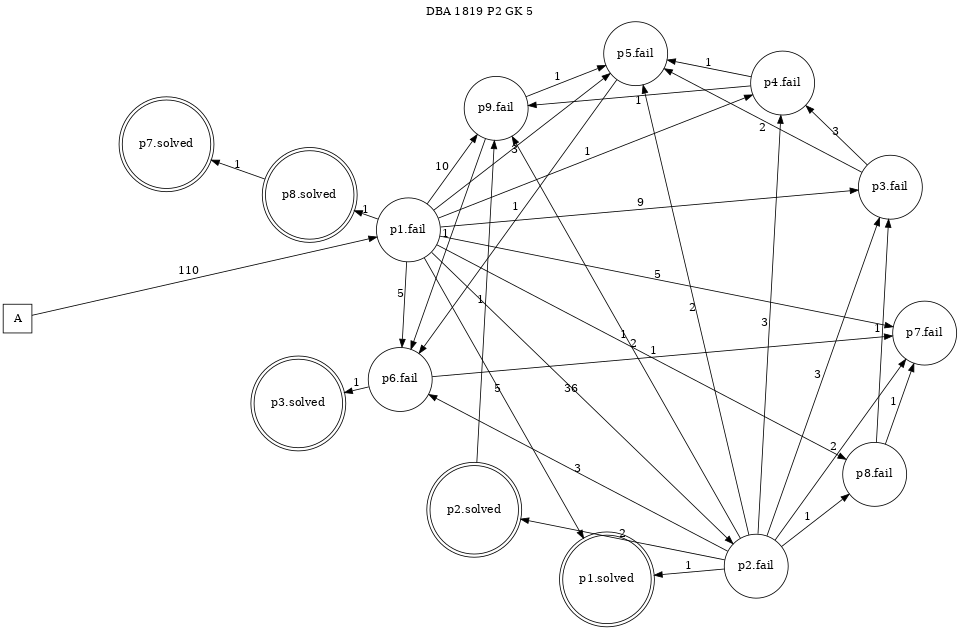 DBA 1819 P2 GK 5
p5.fail
1
1
p4.fail
p9.fail
1
2
3
p7.solved
3
1
10
1
p8.solved
p3.fail
1
1
9
p1.fail
1
110
5
5
1
2
3
A
1
1
p7.fail
2
1
p6.fail
1
3
p3.solved
5
36
1
2
3
p8.fail
p2.solved
1
2
p2.fail
1
p1.solved